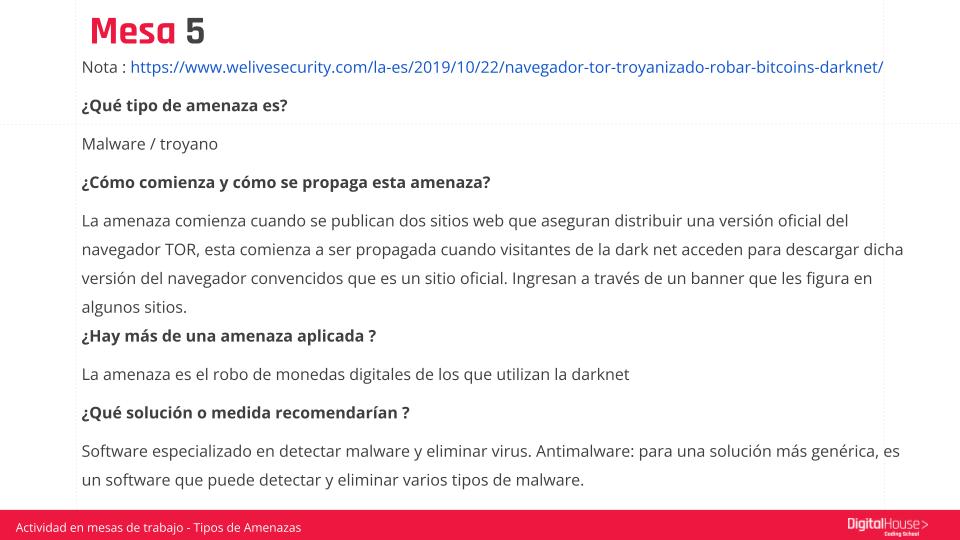 Mesa 5
Nota : https://www.welivesecurity.com/la-es/2019/10/22/navegador-tor-troyanizado-robar-bitcoins-darknet/
¿Qué tipo de amenaza es?
Malware / troyano
¿Cómo comienza y cómo se propaga esta amenaza?
La amenaza comienza cuando se publican dos sitios web que aseguran distribuir una versión oficial del
navegador TOR, esta comienza a ser propagada cuando visitantes de la dark net acceden para descargar dicha
versión del navegador convencidos que es un sitio oficial. Ingresan a través de un banner que les figura en
algunos sitios.
¿Hay más de una amenaza aplicada ?
La amenaza es el robo de monedas digitales de los que utilizan la darknet
¿Qué solución o medida recomendarían ?
Software especializado en detectar malware y eliminar virus. Antimalware: para una solución más genérica, es
un software que puede detectar y eliminar varios tipos de malware.
Actividad en mesas de trabajo - Tipos de Amenazas
DigitalHouse>
Coding School